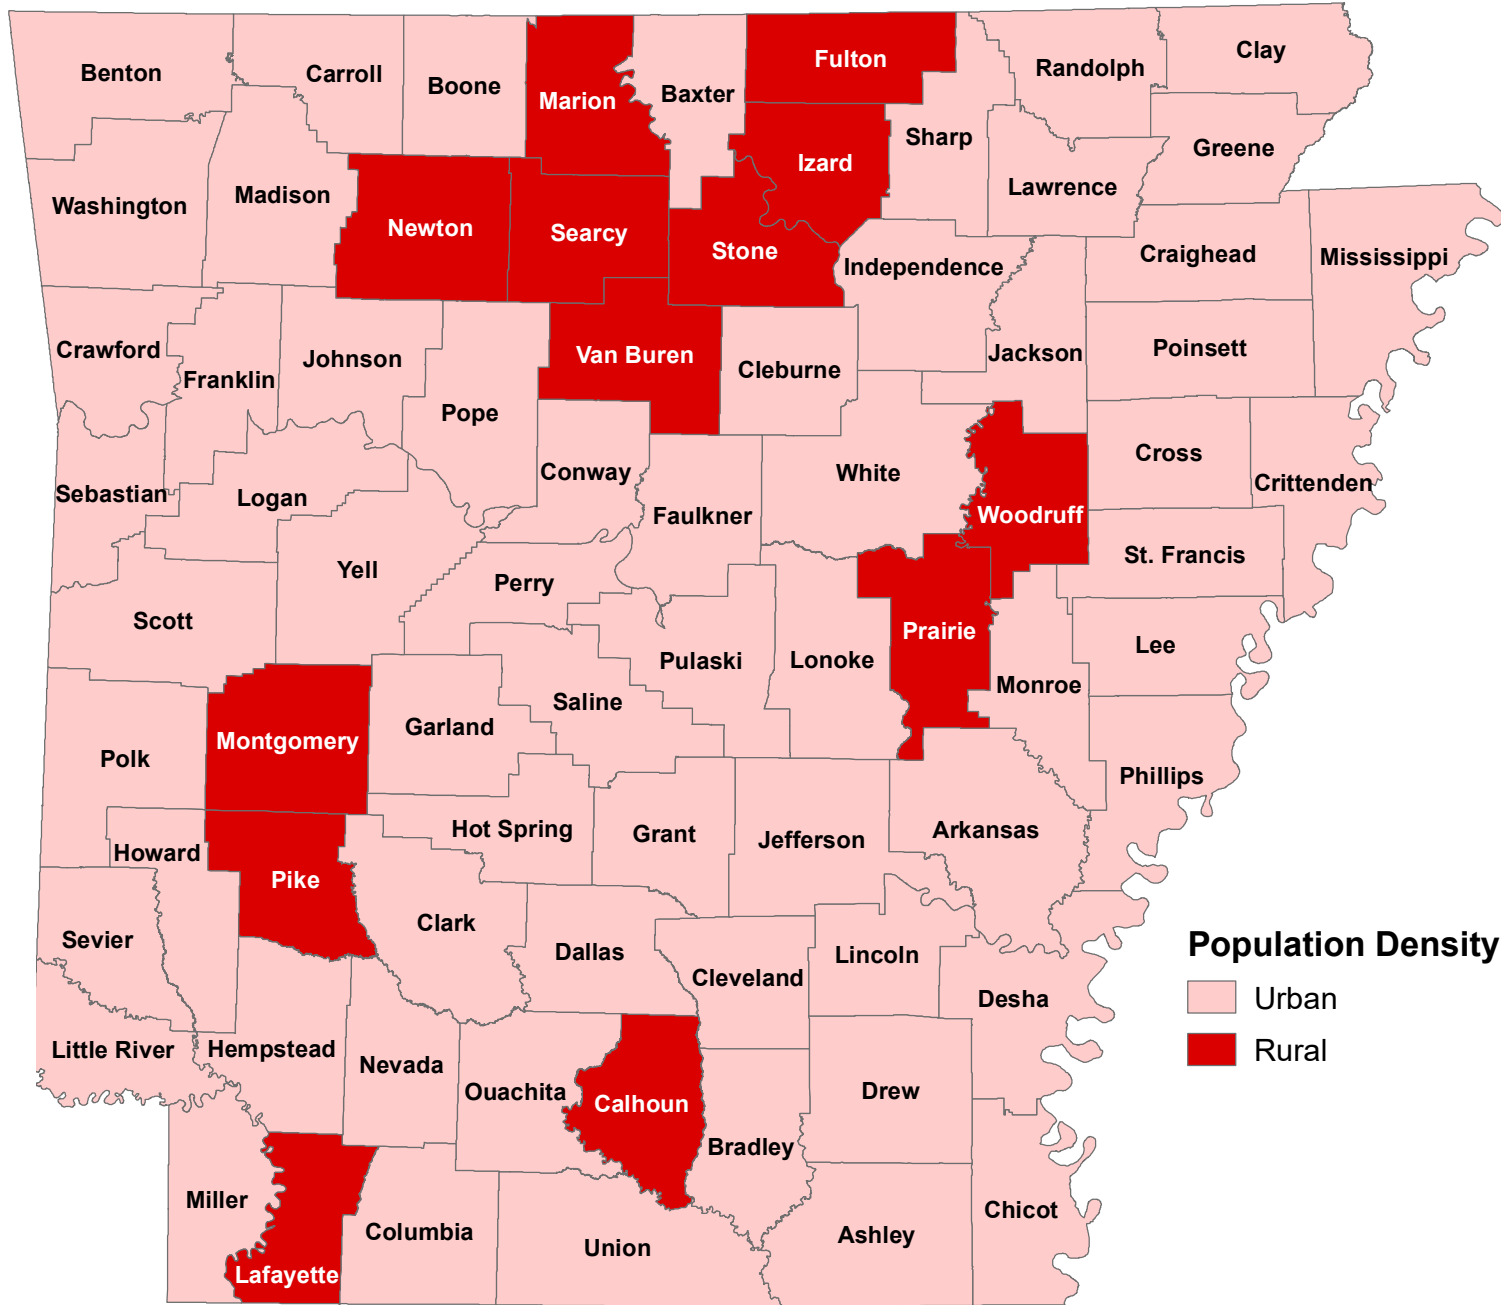 Benton
Carroll
Boone
Marion
Baxter
Fulton
Randolph
Clay
Sharp
Greene
Izard
Lawrence
Washington
Madison
Newton
Searcy
Stone
Independence
Craighead
Mississippi
Crawford
Franklin
Johnson
Van Buren
Cleburne
Jackson
Poinsett
Pope
Conway
White
Cross
Crittenden
Sebastian
Logan
Faulkner
Woodruff
St. Francis
Yell
Perry
Scott
Prairie
Lee
Pulaski
Lonoke
Monroe
Saline
Garland
Montgomery
Polk
Phillips
Hot Spring
Grant
Jefferson
Arkansas
Howard
Pike
Clark
Sevier
Dallas
Cleveland
Lincoln
Desha
Population Density
Urban
Rural
Little River
Hempstead
Nevada
Ouachita
Calhoun
Drew
Bradley
Miller
Columbia
Union
Ashley
Chicot
Lafayette